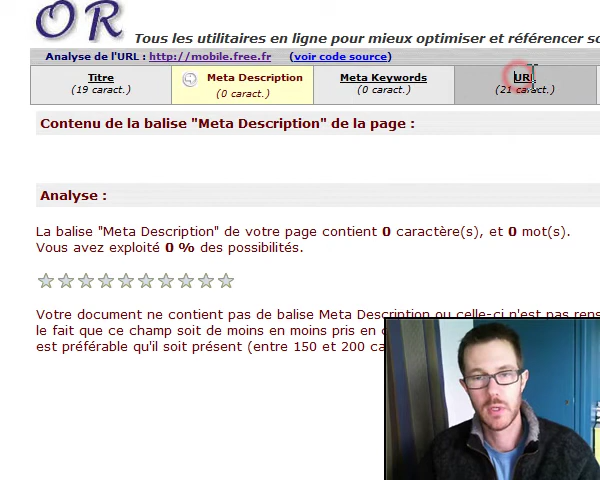 OR
Tous les utilitaires en ligne pour mieux optimiser et référencer
Analyse de l'URL : http://mobile.free.fr (voir code source)
Titre Meta Description Meta Keywords URL
(19 caract.) (0 caract.) (0 caract.) (21 caract.)
Contenu de la balise "Meta Description" de la page :
Analyse :
La balise "Meta Description" de votre page contient 0 caractère(s), et 0 mot(s).
Vous avez exploité 0 % des possibilités.
Votre document ne contient pas de balise Meta Description ou celle-ci n'est pas
le fait que ce champ soit de moins en moins pris en
est préférable qu'il soit présent (entre 150 et 200